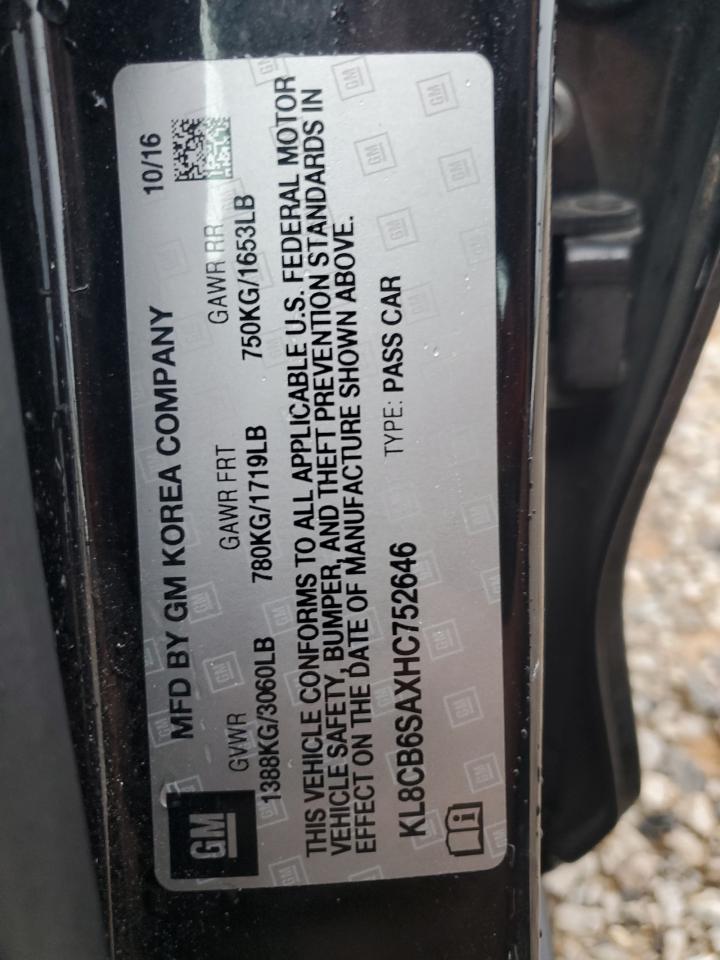 MFD BY GM KOREA COMPANY 10/16
GM
GVWR GAWR FRT GAWR RR
1388KG/3060LB 780KG/1719LB 750KG/1653LB
THIS VEHICLE CONFORMS TO ALL APPLICABLE U.S. FEDERAL MOTOR
VEHICLE SAFETY, BUMPER, AND THEFT PREVENTION STANDARDS IN
EFFECT ON THE DATE OF MANUFACTURE SHOWN ABOVE.
KL8CB6SAXHC752646 TYPE: PASS CAR